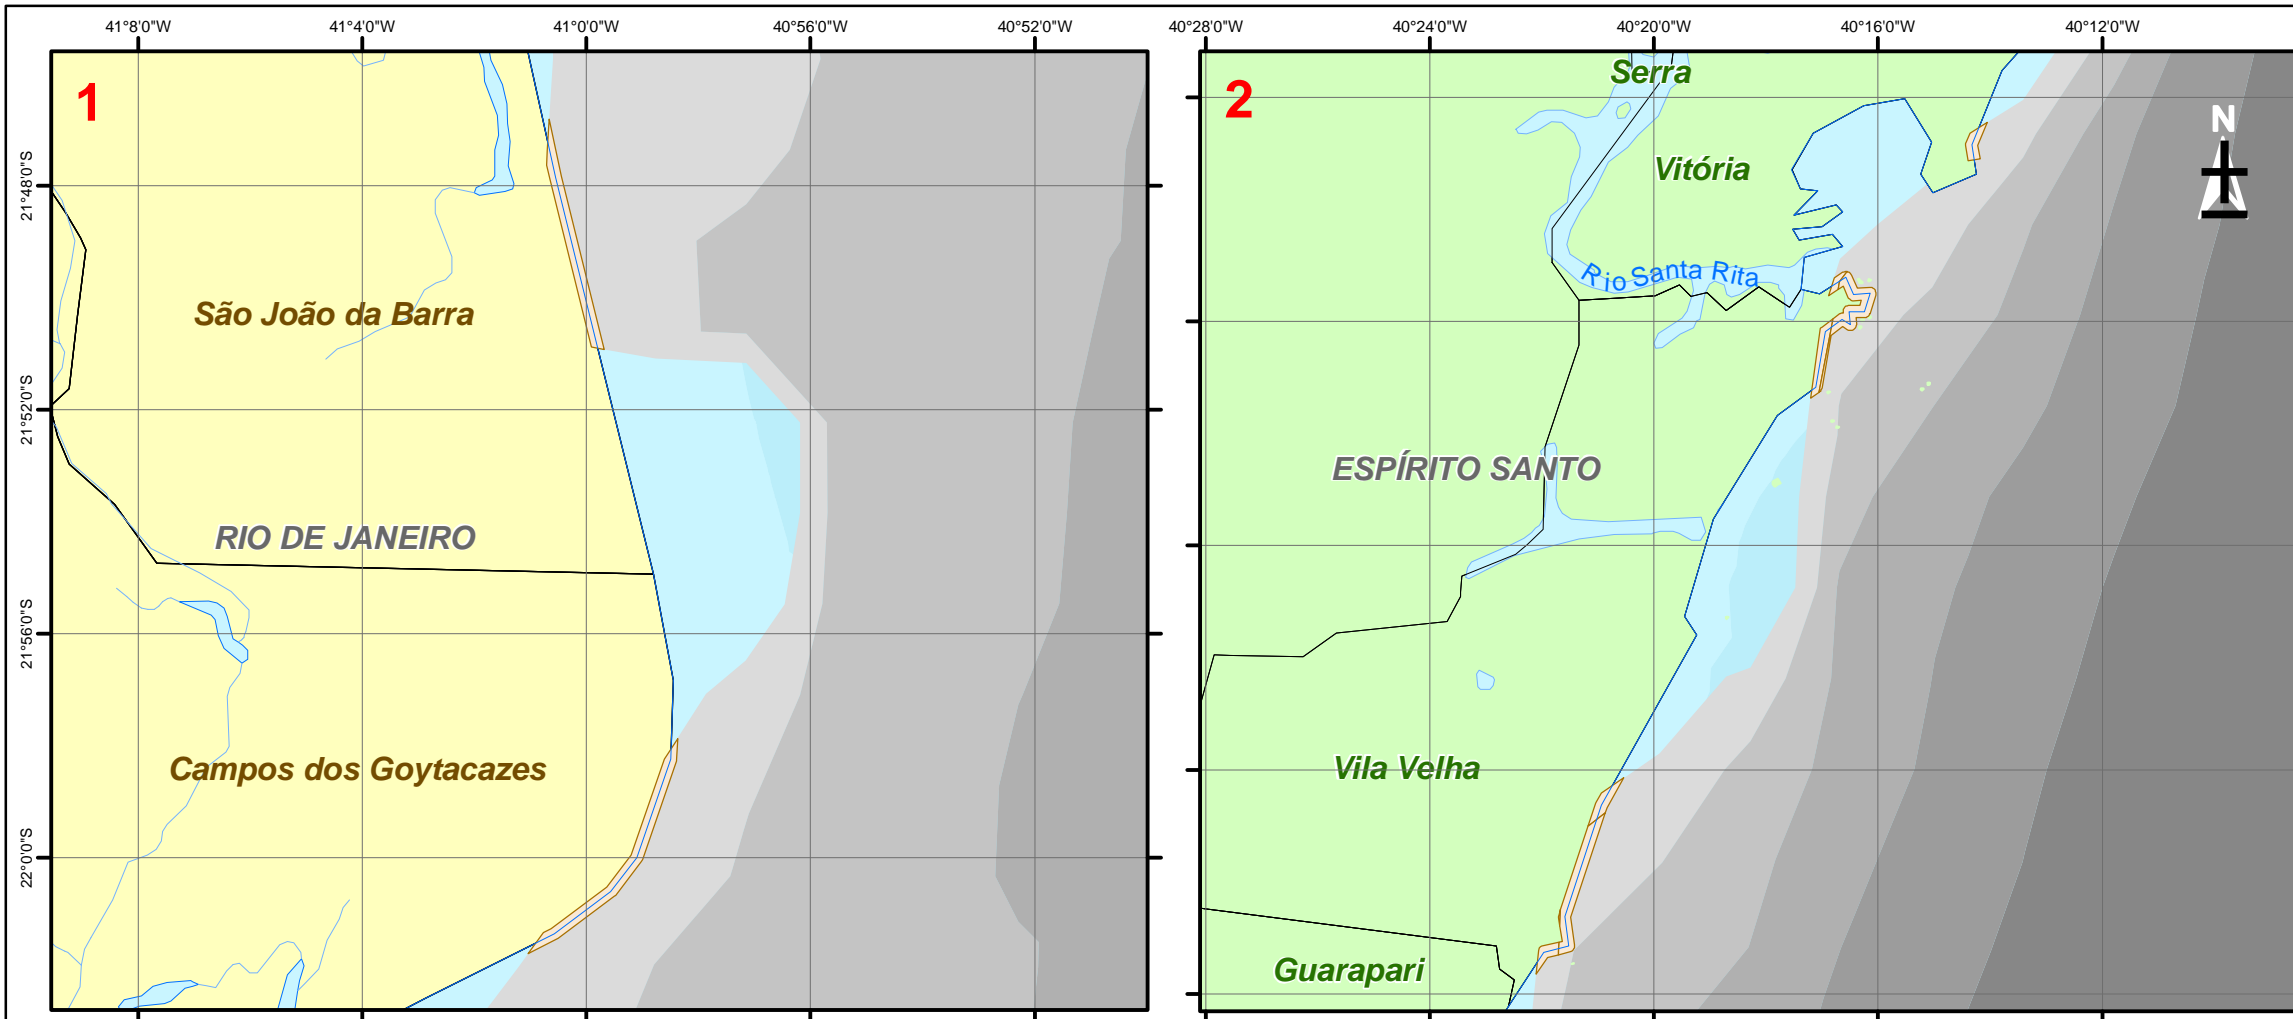 41°8'0"W 41°4'0"W 41°0'0"W 40°56'0"W 40°52'0"W
1
21°48'0"S
São João da Barra
21°52'0"S
RIO DE JANEIRO
21°56'0"S
Campos dos Goytacazes
22°0'0"S
40°28'0"W 40°24'0"W 40°20'0"W 40°16'0"W 40°12'0"W
Serra
2
N
Vitória
Rio Santa Rita
ESPÍRITO SANTO
Vila Velha
Guarapari